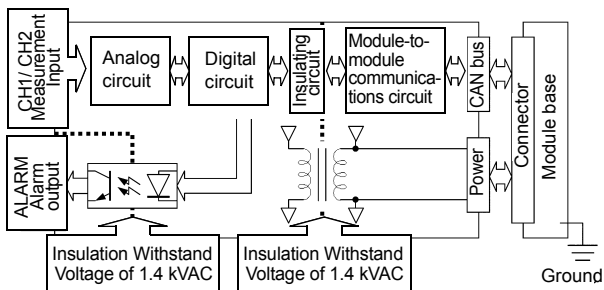 CH1/ CH2
Measurement
Input
Analog
circuit
Digital
circuit
Insulating
circuit
Module-to-
module
communica-
tions circuit
CAN bus
Connector
Module base
ALARM
Alarm
output
Power
Insulation Withstand
Voltage of 1.4 kVAC
Insulation Withstand
Voltage of 1.4 kVAC
Ground